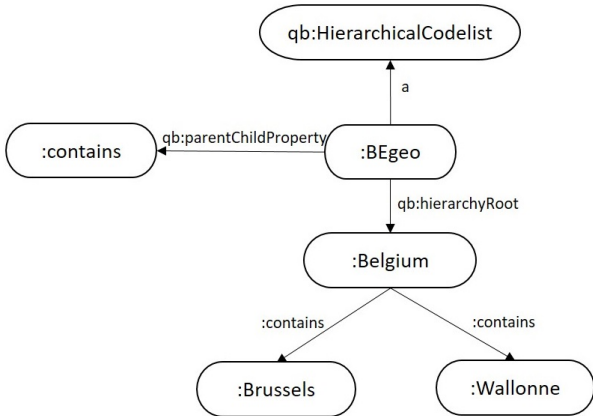 qb:HierarchicalCodelist
a
qb:parentChildProperty
:contains
:BEgeo
qb:hierarchyRoot
:Belgium
:contains
:contains
:Brussels
:Wallonne